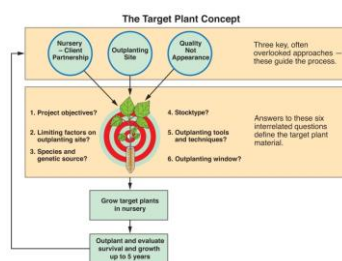 The Target Plant Concept
Nursery
– Client
Partnership
Outplanting
Site
Quality
Not
Appearance
Three key, often
overlooked approaches —
these guide the process.
1. Project objectives?
2. Limiting factors on
outplanting site?
3. Species and
genetic source?
4. Stocktype?
5. Outplanting tools
and techniques?
6. Outplanting window?
Answers to these six
interrelated questions
define the target plant
material.
Grow target plants
in nursery
Outplant and evaluate
survival and growth
up to 5 years